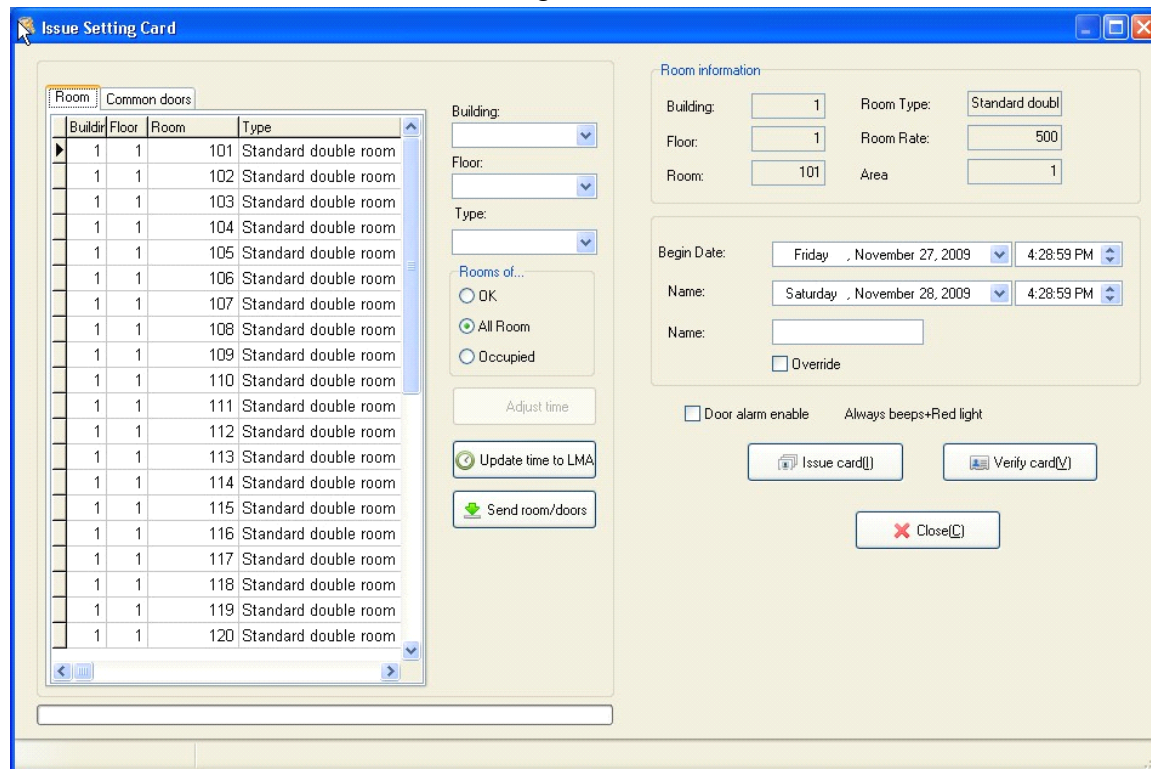 Issue Setting Card
Room Common doors
Buildin Floor Room Type
1 1 101 Standard double room
1 1 102 Standard double room
1 1 103 Standard double room
1 1 104 Standard double room
1 1 105 Standard double room
1 1 106 Standard double room
1 1 107 Standard double room
1 1 108 Standard double room
1 1 109 Standard double room
1 1 110 Standard double room
1 1 111 Standard double room
1 1 112 Standard double room
1 1 113 Standard double room
1 1 114 Standard double room
1 1 115 Standard double room
1 1 116 Standard double room
1 1 117 Standard double room
1 1 118 Standard double room
1 1 119 Standard double room
1 1 120 Standard double room
Building:
Floor:
Type:
Rooms of...
OK
All Room
Occupied
Adjust time
Update time to LMA
Send room/doors
Room information
Building: 1 Room Type: Standard doubl
Floor: 1 Room Rate: 500
Room: 101 Area 1
Begin Date: Friday , November 27, 2009 4:28:59 PM
Name: Saturday , November 28, 2009 4:28:59 PM
Name:
Override
Door alarm enable Always beeps+Red light
Issue card(I) Verify card(V)
Close(C)